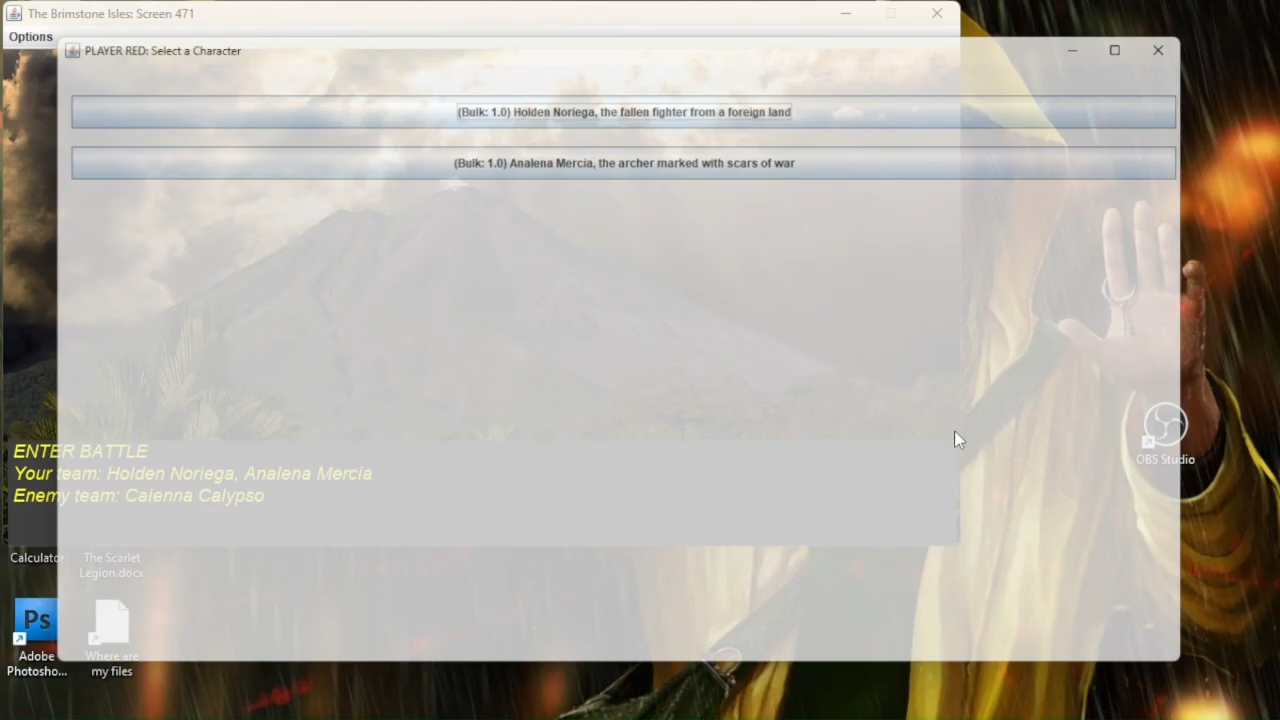 The Brimstone Isles: Screen 471
Options
PLAYER RED: Select a Character
(Bulk: 1.0) Holden Noriega, the fallen fighter from a foreign land
(Bulk: 1.0) Analena Mercia, the archer marked with scars of war
ENTER BATTLE
Your team: Holden Noriega, Analena Mercia
Enemy team: Calenna Calypso
OBS Studio
Calculator
The Scarlet
Legion.docx
Ps
Adobe
Photosho...
Where are
my files